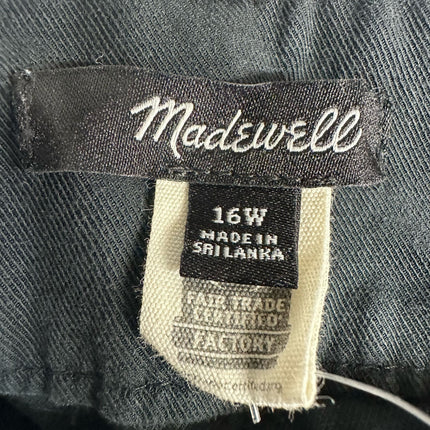 Madewell
16W
MADE IN
SRI LANKA
FAIR TRADE
CERTIFIED
FACTORY